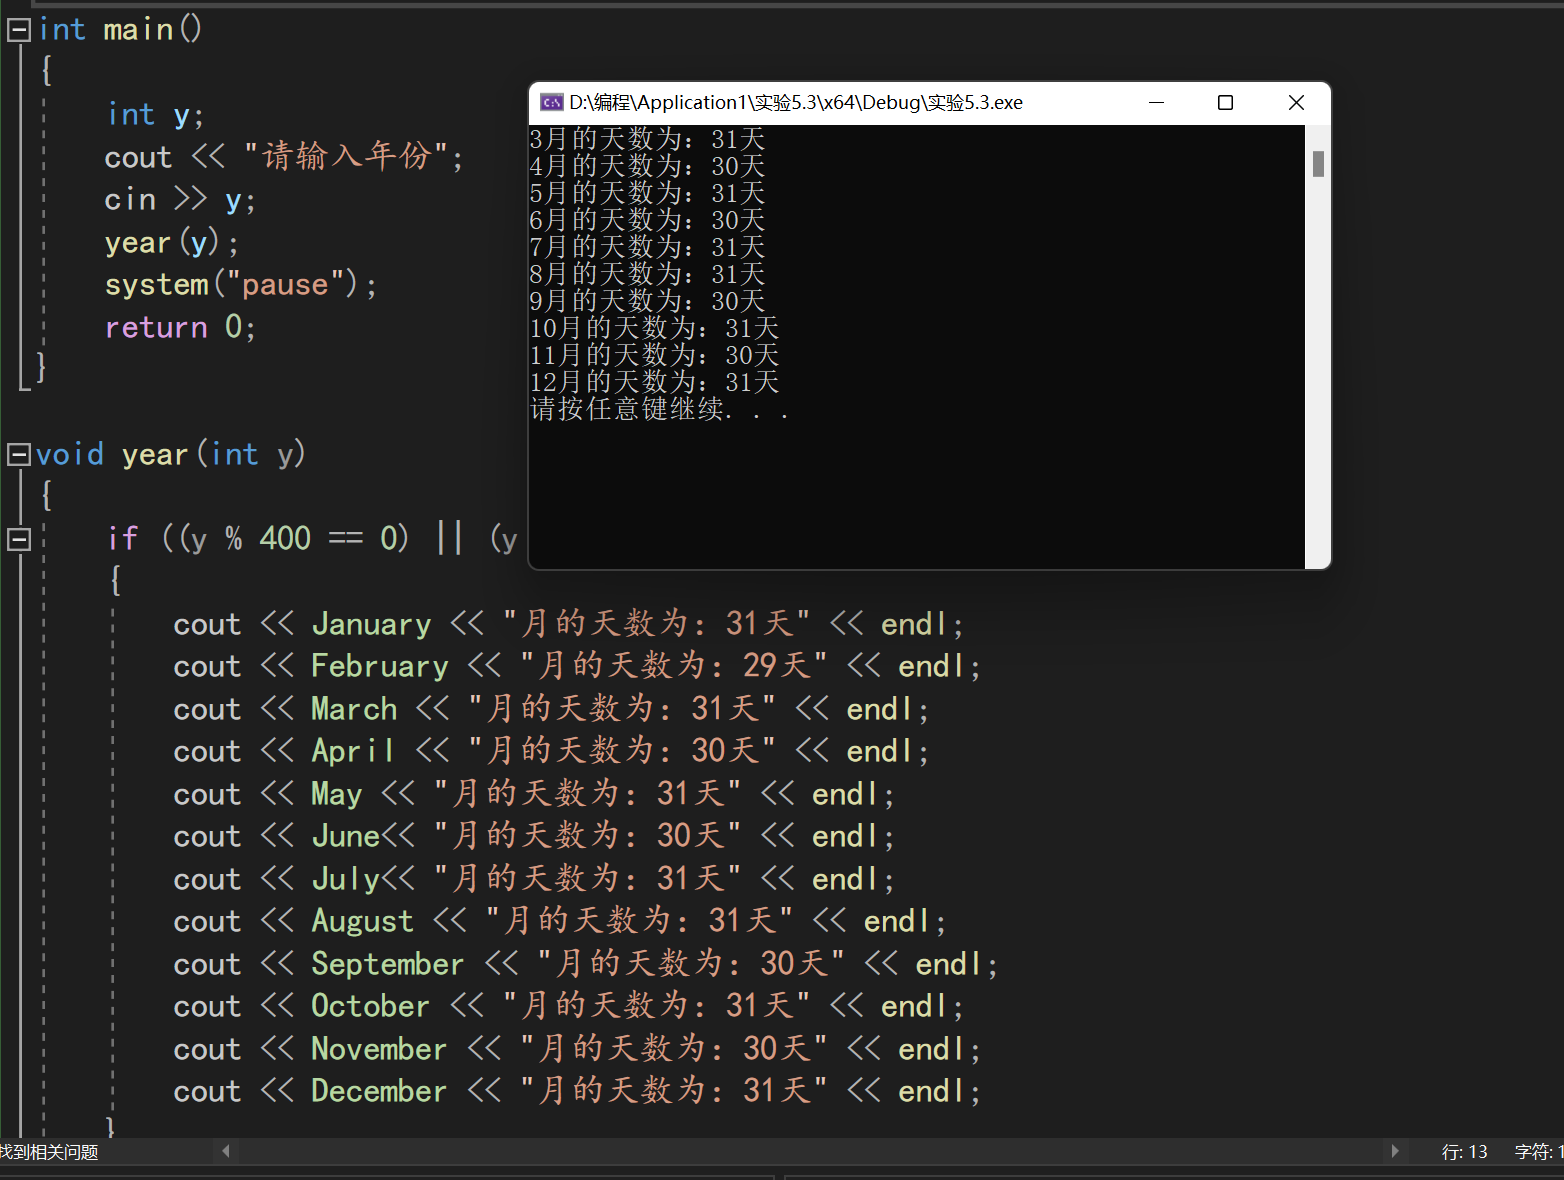 int main()
{
int y;
cout << "请输入年份";
cin >> y;
year(y);
system("pause");
return 0;
}
void year(int y)
{
if ((y % 400 == 0) || (y
{
cout << January << "月的天数为：31天" << endl;
cout << February << "月的天数为：29天" << endl;
cout << March << "月的天数为：31天" << endl;
cout << April << "月的天数为：30天" << endl;
cout << May << "月的天数为：31天" << endl;
cout << June<< "月的天数为：30天" << endl;
cout << July<< "月的天数为：31天" << endl;
cout << August << "月的天数为：31天" << endl;
cout << September << "月的天数为：30天" << endl;
cout << October << "月的天数为：31天" << endl;
cout << November << "月的天数为：30天" << endl;
cout << December << "月的天数为：31天" << endl;
}
D:\编程\Application1\实验5.3\x64\Debug\实验5.3.exe
3月的天数为：31天
4月的天数为：30天
5月的天数为：31天
6月的天数为：30天
7月的天数为：31天
8月的天数为：31天
9月的天数为：30天
10月的天数为：31天
11月的天数为：30天
12月的天数为：31天
请按任意键继续. . .
找到相关问题
行: 13 字符: 1